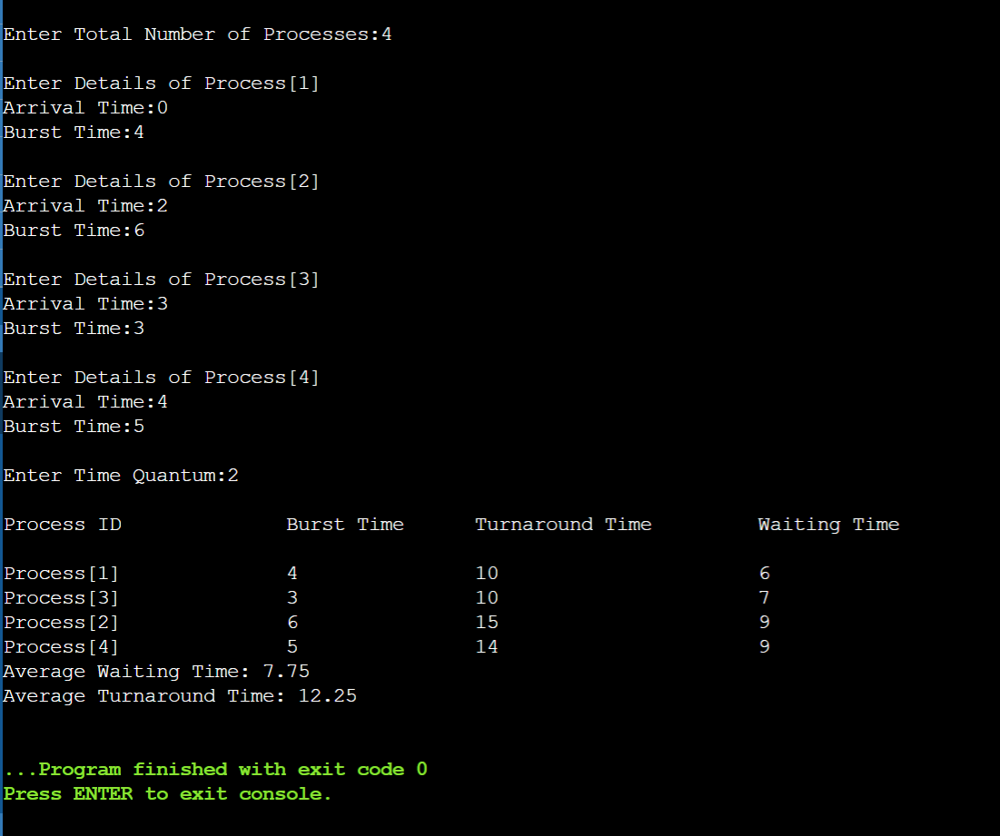 Enter Total Number of Processes:4
Enter Details of Process[1]
Arrival Time:0
Burst Time:4
Enter Details of Process[2]
Arrival Time:2
Burst Time:6
Enter Details of Process[3]
Arrival Time:3
Burst Time:3
Enter Details of Process[4]
Arrival Time:4
Burst Time:5
Enter Time Quantum:2
Process ID Burst Time Turnaround Time Waiting Time
Process[1] 4 10 6
Process[3] 3 10 7
Process[2] 6 15 9
Process[4] 5 14 9
Average Waiting Time: 7.75
Average Turnaround Time: 12.25
...Program finished with exit code 0
Press ENTER to exit console.